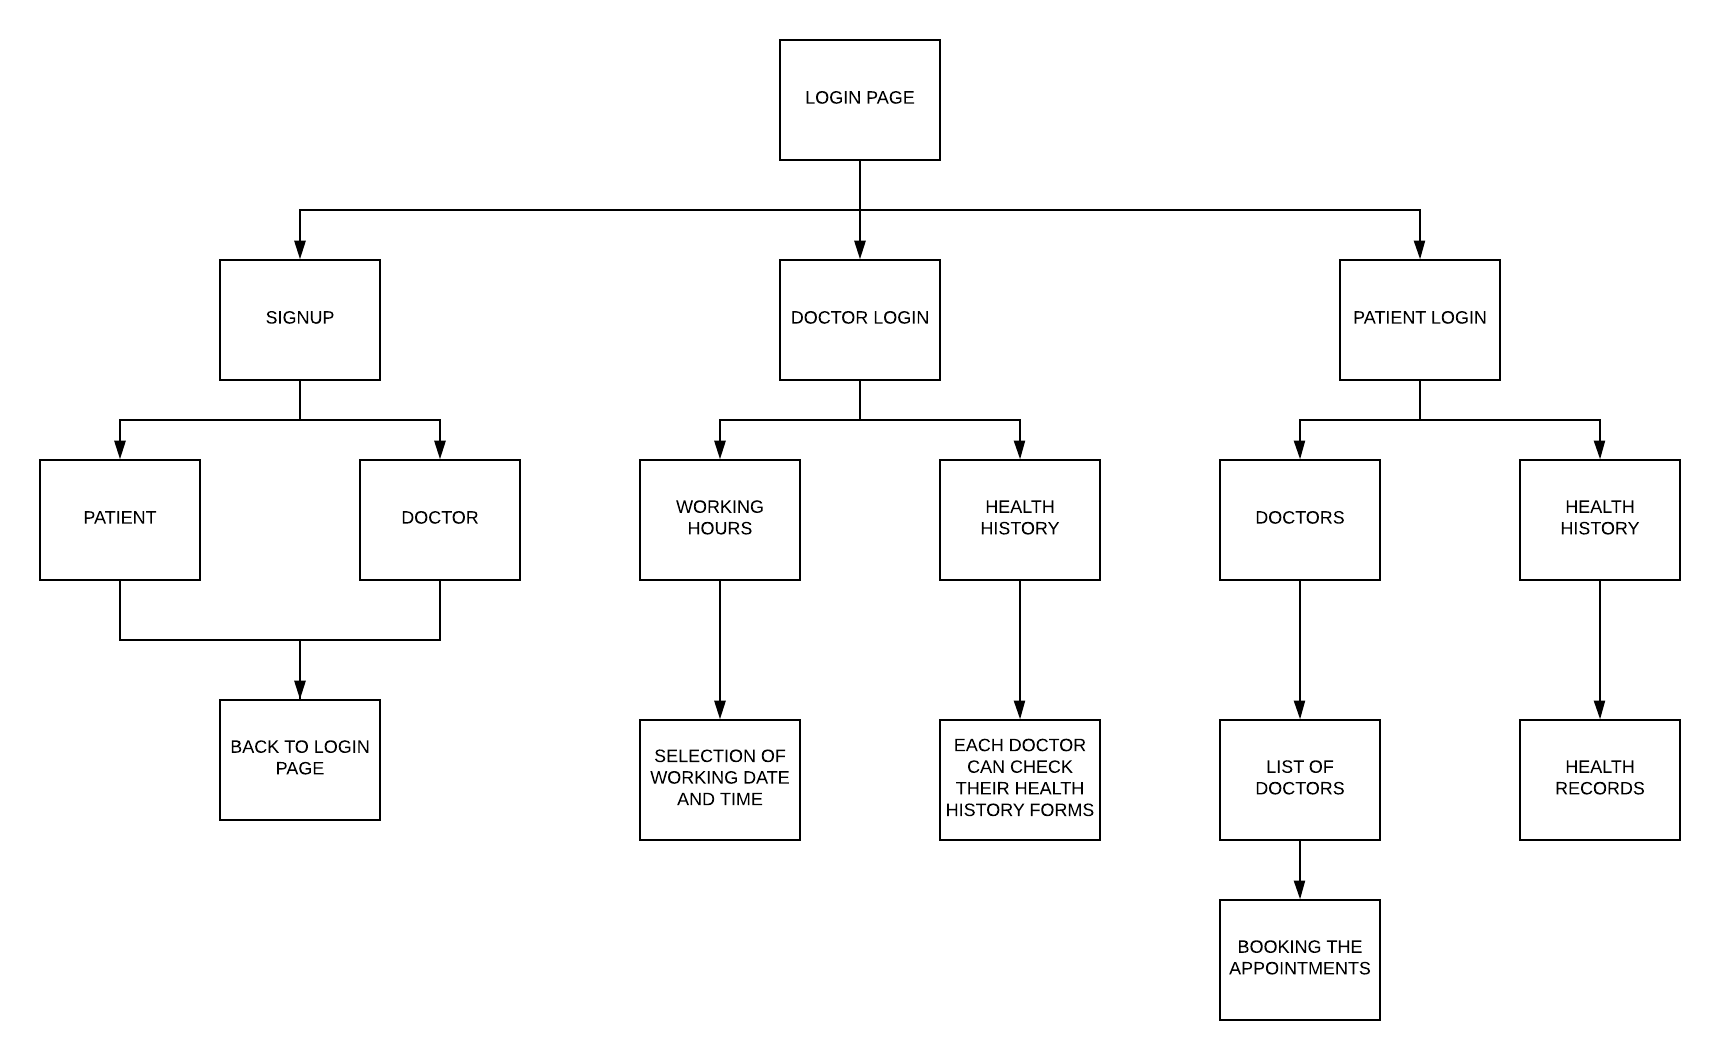 LOGIN PAGE
SIGNUP
DOCTOR LOGIN
PATIENT LOGIN
PATIENT
DOCTOR
WORKING
HOURS
HEALTH
HISTORY
DOCTORS
HEALTH
HISTORY
BACK TO LOGIN
PAGE
SELECTION OF
WORKING DATE
AND TIME
EACH DOCTOR
CAN CHECK
THEIR HEALTH
HISTORY FORMS
LIST OF
DOCTORS
HEALTH
RECORDS
BOOKING THE
APPOINTMENTS